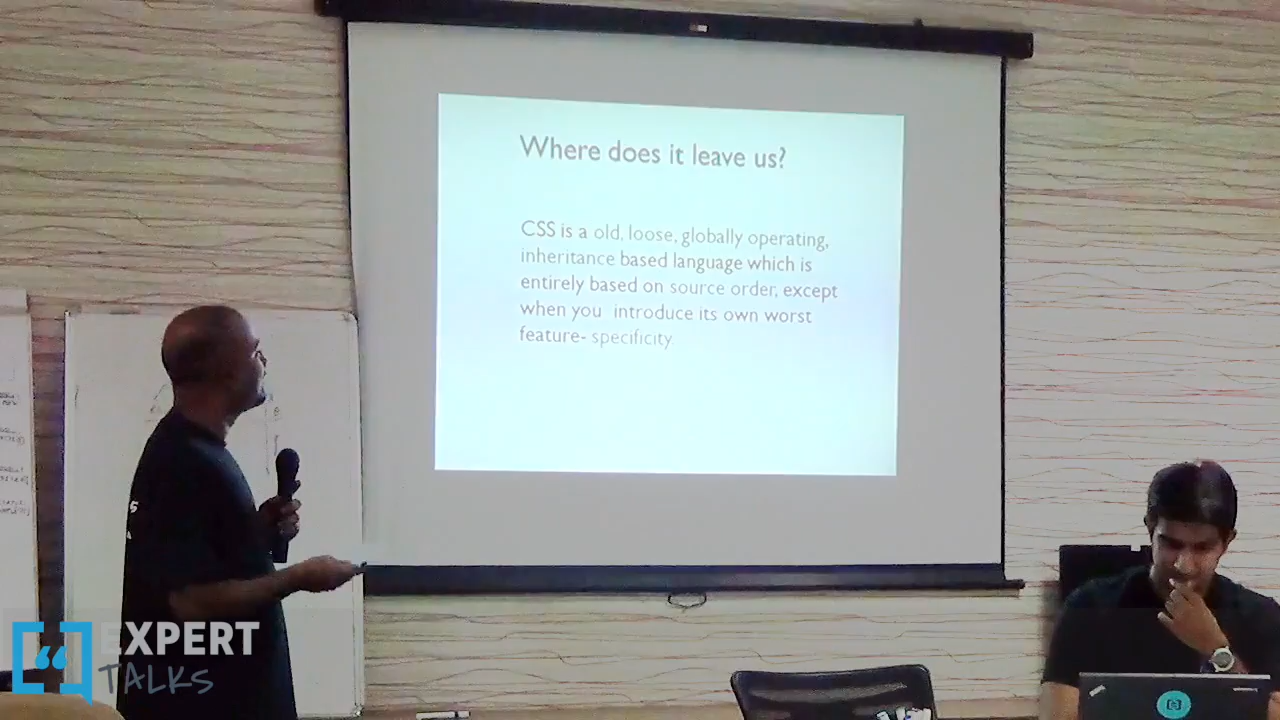 Where does it leave us?
CSS is a old, loose, globally operating,
inheritance based language which is
entirely based on source order, except
when you introduce its own worst
feature- specificity.
EXPERT
TALKS